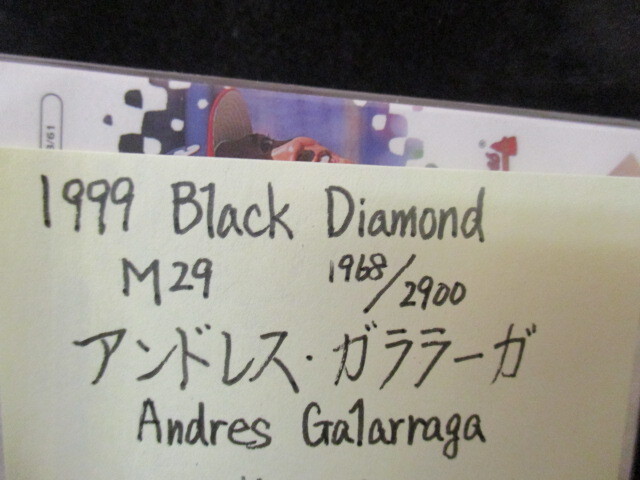 1999 Black Diamond
M29 1968/2900
アンドレス・ガララーガ
Andres Galarraga